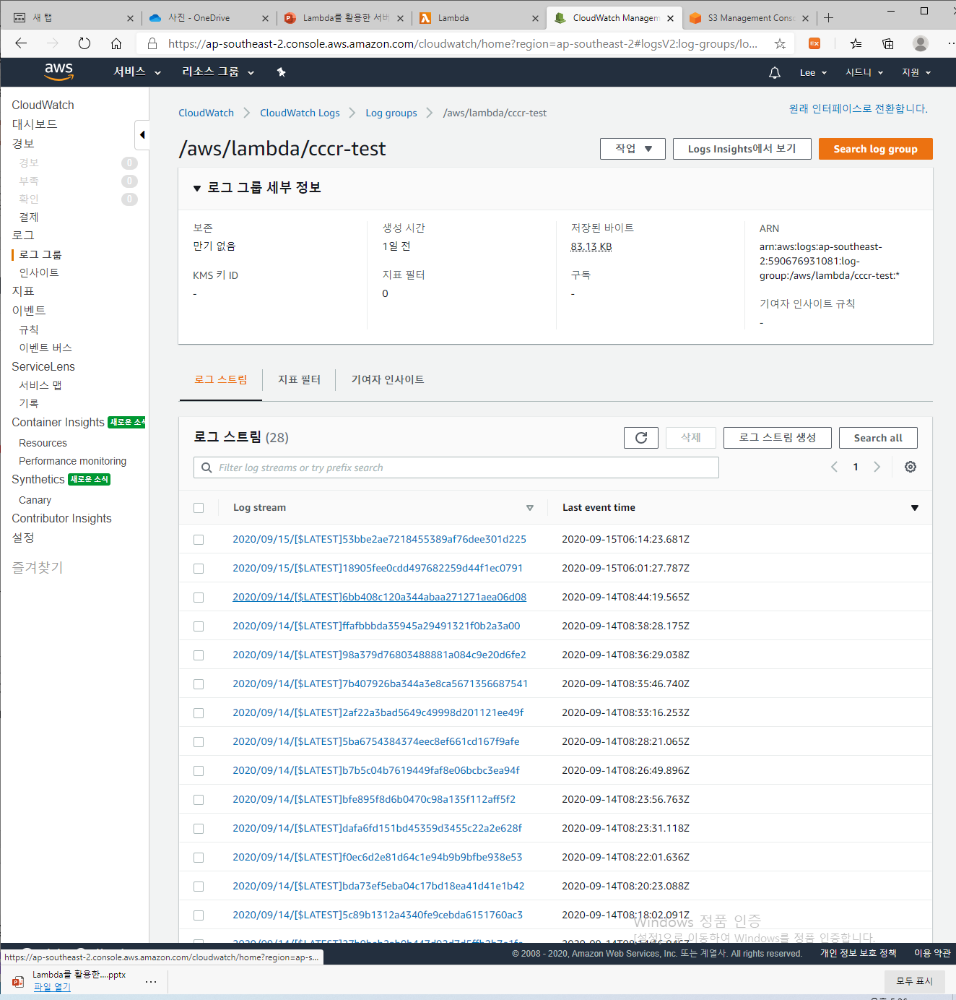 새 탭
사진 - OneDrive
Lambda를 활용한 서버
Lambda
CloudWatch Managem
S3 Management Conso
https://ap-southeast-2.console.aws.amazon.com/cloudwatch/home?region=ap-southeast-2#logsV2:log-groups/lo...
aws
서비스
리소스 그룹
Lee
시드니
지원
CloudWatch
대시보드
경보
경보 0
부족 0
확인 0
결제
로그
로그 그룹
인사이트
지표
이벤트
규칙
이벤트 버스
ServiceLens
서비스 맵
기록
Container Insights 새로운 소식
Resources
Performance monitoring
Synthetics 새로운 소식
Canary
Contributor Insights
설정
즐겨찾기
CloudWatch
CloudWatch Logs
Log groups
/aws/lambda/cccr-test
원래 인터페이스로 전환합니다.
/aws/lambda/cccr-test
작업
Logs Insights에서 보기
Search log group
로그 그룹 세부 정보
보존
만기 없음
KMS 키 ID
-
생성 시간
1일 전
지표 필터
0
저장된 바이트
83.13 KB
구독
-
ARN
arn:aws:logs:ap-southeast-
2:590676931081:log-
group:/aws/lambda/cccr-test:*
기여자 인사이트 규칙
-
로그 스트림
지표 필터
기여자 인사이트
로그 스트림 (28)
삭제
로그 스트림 생성
Search all
Filter log streams or try prefix search
1
Log stream
Last event time
2020/09/15/[$LATEST]53bbe2ae7218455389af76dee301d225 2020-09-15T06:14:23.681Z
2020/09/15/[$LATEST]18905fee0cdd497682259d44f1ec0791 2020-09-15T06:01:27.787Z
2020/09/14/[$LATEST]6bb408c120a344abaa271271aea06d08 2020-09-14T08:44:19.565Z
2020/09/14/[$LATEST]ffafbbbda35945a29491321f0b2a3a00 2020-09-14T08:38:28.175Z
2020/09/14/[$LATEST]98a379d76803488881a084c9e20d6fe2 2020-09-14T08:36:29.038Z
2020/09/14/[$LATEST]7b407926ba344a3e8ca5671356687541 2020-09-14T08:35:46.740Z
2020/09/14/[$LATEST]2af22a3bad5649c49998d201121ee49f 2020-09-14T08:33:16.253Z
2020/09/14/[$LATEST]5ba6754384374eec8ef661cd167f9afe 2020-09-14T08:28:21.065Z
2020/09/14/[$LATEST]b7b5c04b7619449faf8e06bcbc3ea94f 2020-09-14T08:26:49.896Z
2020/09/14/[$LATEST]bfe895f8d6b0470c98a135f112aff5f2 2020-09-14T08:23:56.763Z
2020/09/14/[$LATEST]dafa6fd151bd45359d3455c22a2e628f 2020-09-14T08:23:31.118Z
2020/09/14/[$LATEST]f0ec6d2e81d64c1e94b9b9bfbe938e53 2020-09-14T08:22:01.636Z
2020/09/14/[$LATEST]bda73ef5eba04c17bd18ea41d41e1b42 2020-09-14T08:20:23.088Z
2020/09/14/[$LATEST]5c89b1312a4340fe9cebda6151760ac3 2020-09-14T08:18:02.091Z
Windows 정품 인증
[설정]으로 이동하여 Windows를 정품 인증합니다.
https://ap-southeast-2.console.aws.amazon.com/cloudwatch/home?region=ap-s...
© 2008 - 2020, Amazon Web Services, Inc. 또는 계열사. All rights reserved.
개인 정보 보호 정책
이용 약관
Lambda를 활용한....pptx
파일 열기
모두 표시